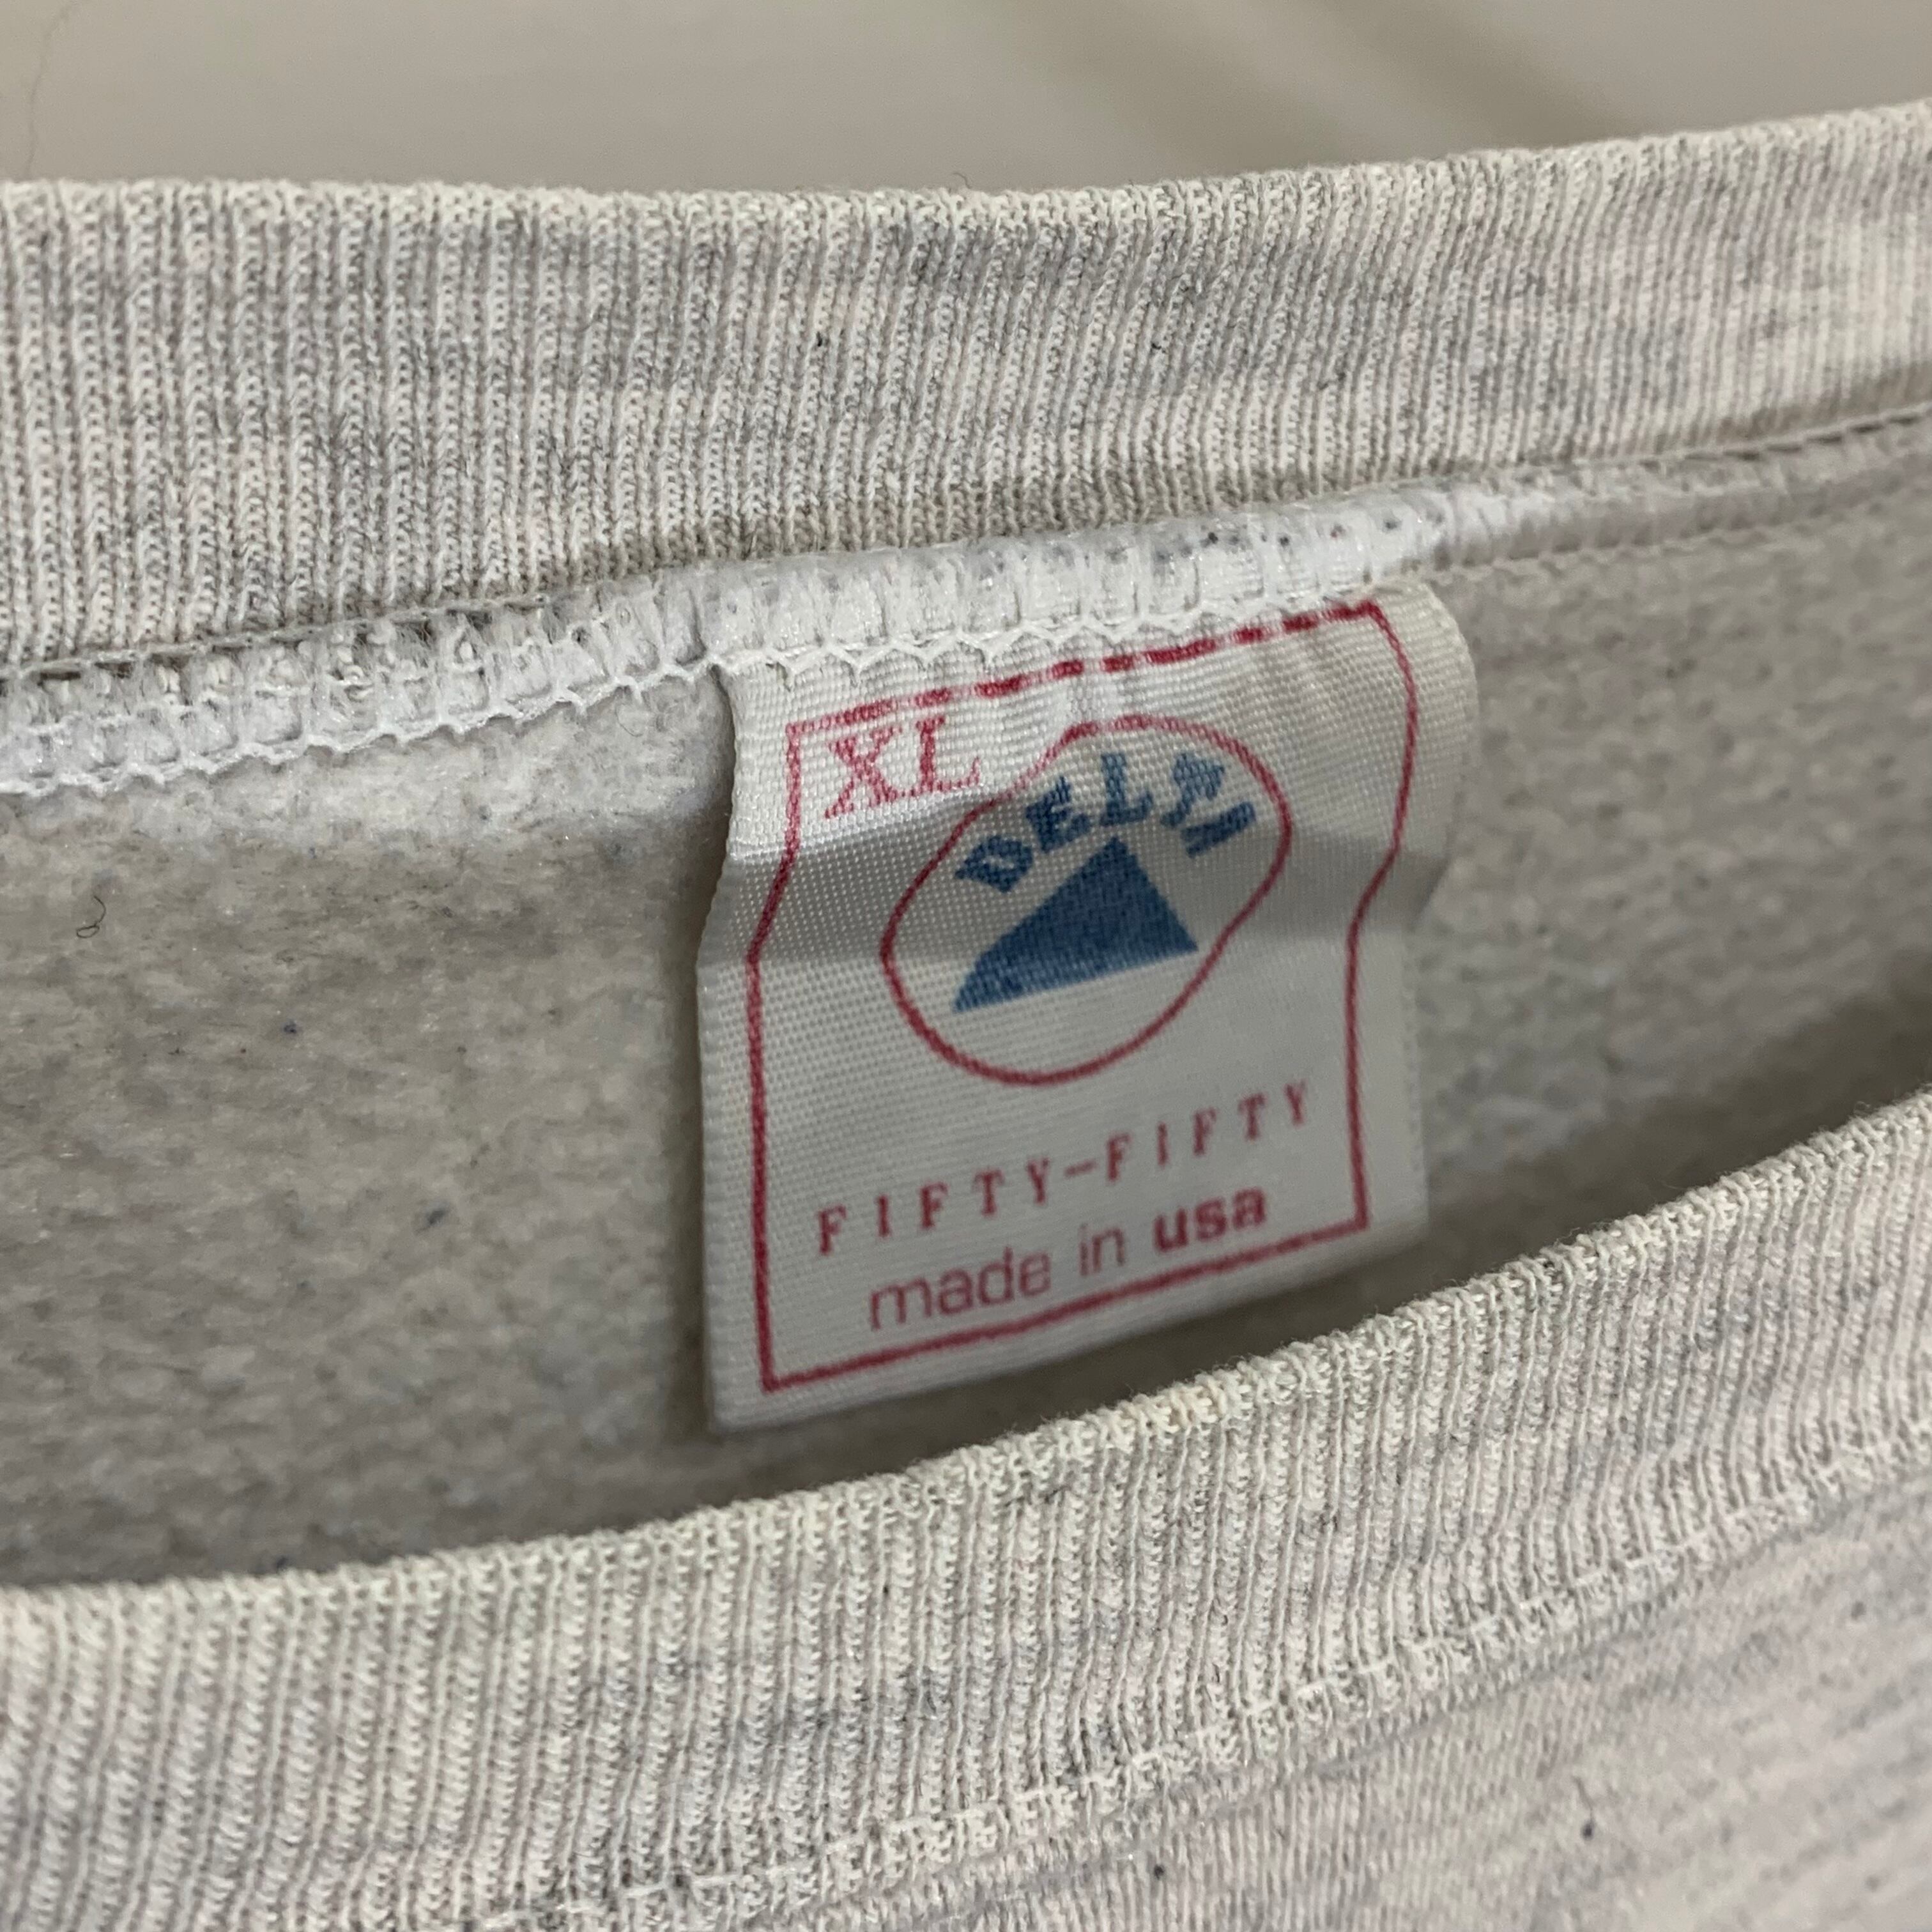 XL
DELTA
FIFTY-FIFTY
made in usa